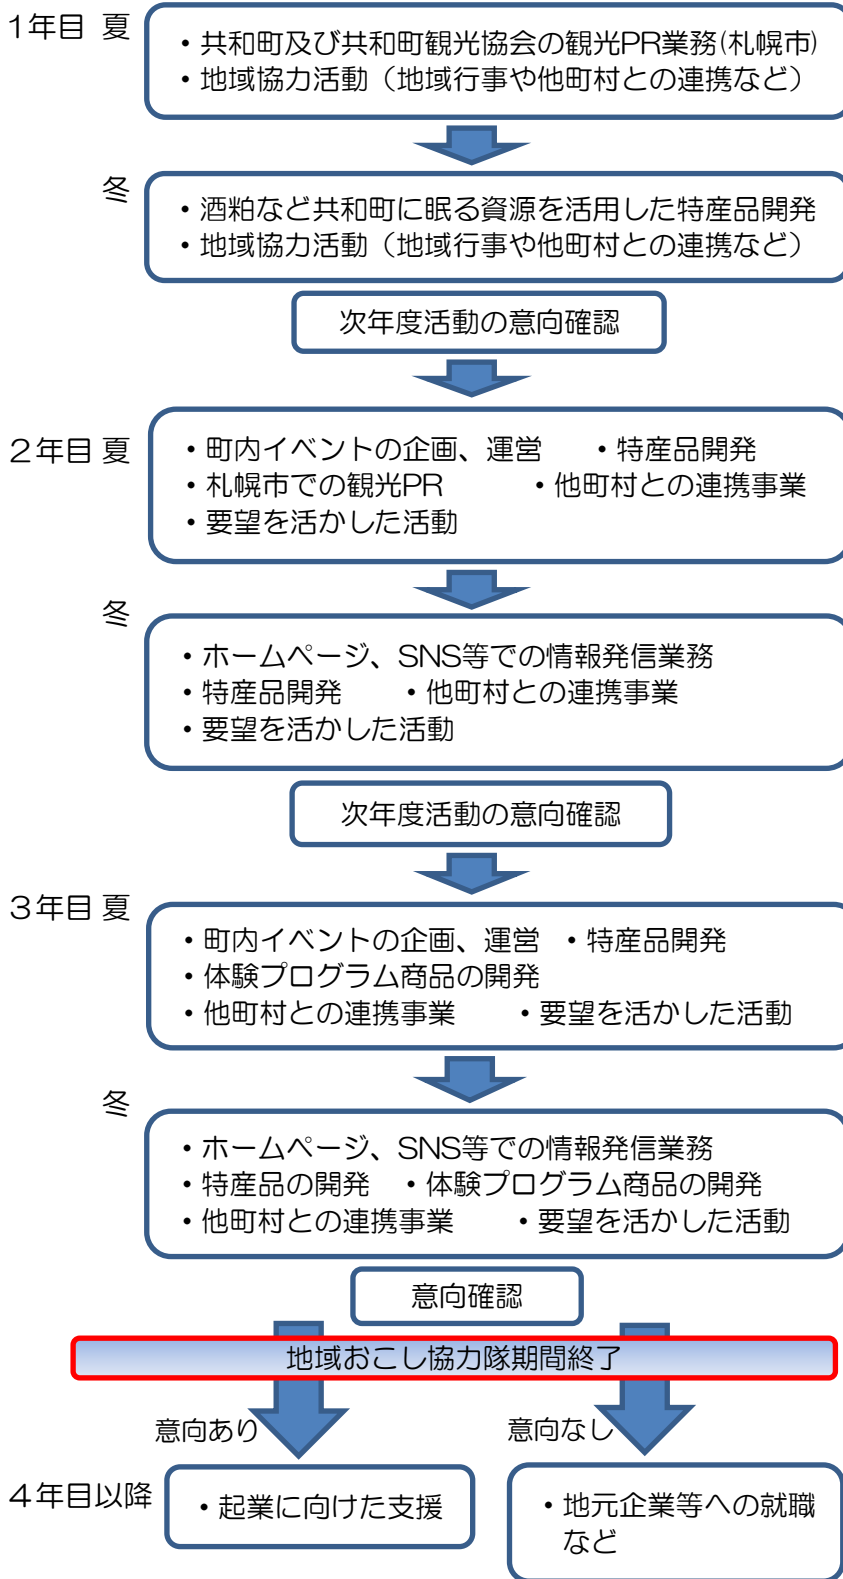 1年目 夏
・共和町及び共和町観光協会の観光PR業務(札幌市)
・地域協力活動（地域行事や他町村との連携など）
冬
・酒粕など共和町に眠る資源を活用した特産品開発
・地域協力活動（地域行事や他町村との連携など）
次年度活動の意向確認
２年目 夏
・町内イベントの企画、運営　・特産品開発
・札幌市での観光PR　　　・他町村との連携事業
・要望を活かした活動
冬
・ホームページ、SNS等での情報発信業務
・特産品開発　　・他町村との連携事業
・要望を活かした活動
次年度活動の意向確認
３年目 夏
・町内イベントの企画、運営　・特産品開発
・体験プログラム商品の開発
・他町村との連携事業　　・要望を活かした活動
冬
・ホームページ、SNS等での情報発信業務
・特産品の開発　・体験プログラム商品の開発
・他町村との連携事業　　・要望を活かした活動
意向確認
地域おこし協力隊期間終了
意向あり
意向なし
４年目以降
・起業に向けた支援
・地元企業等への就職
など